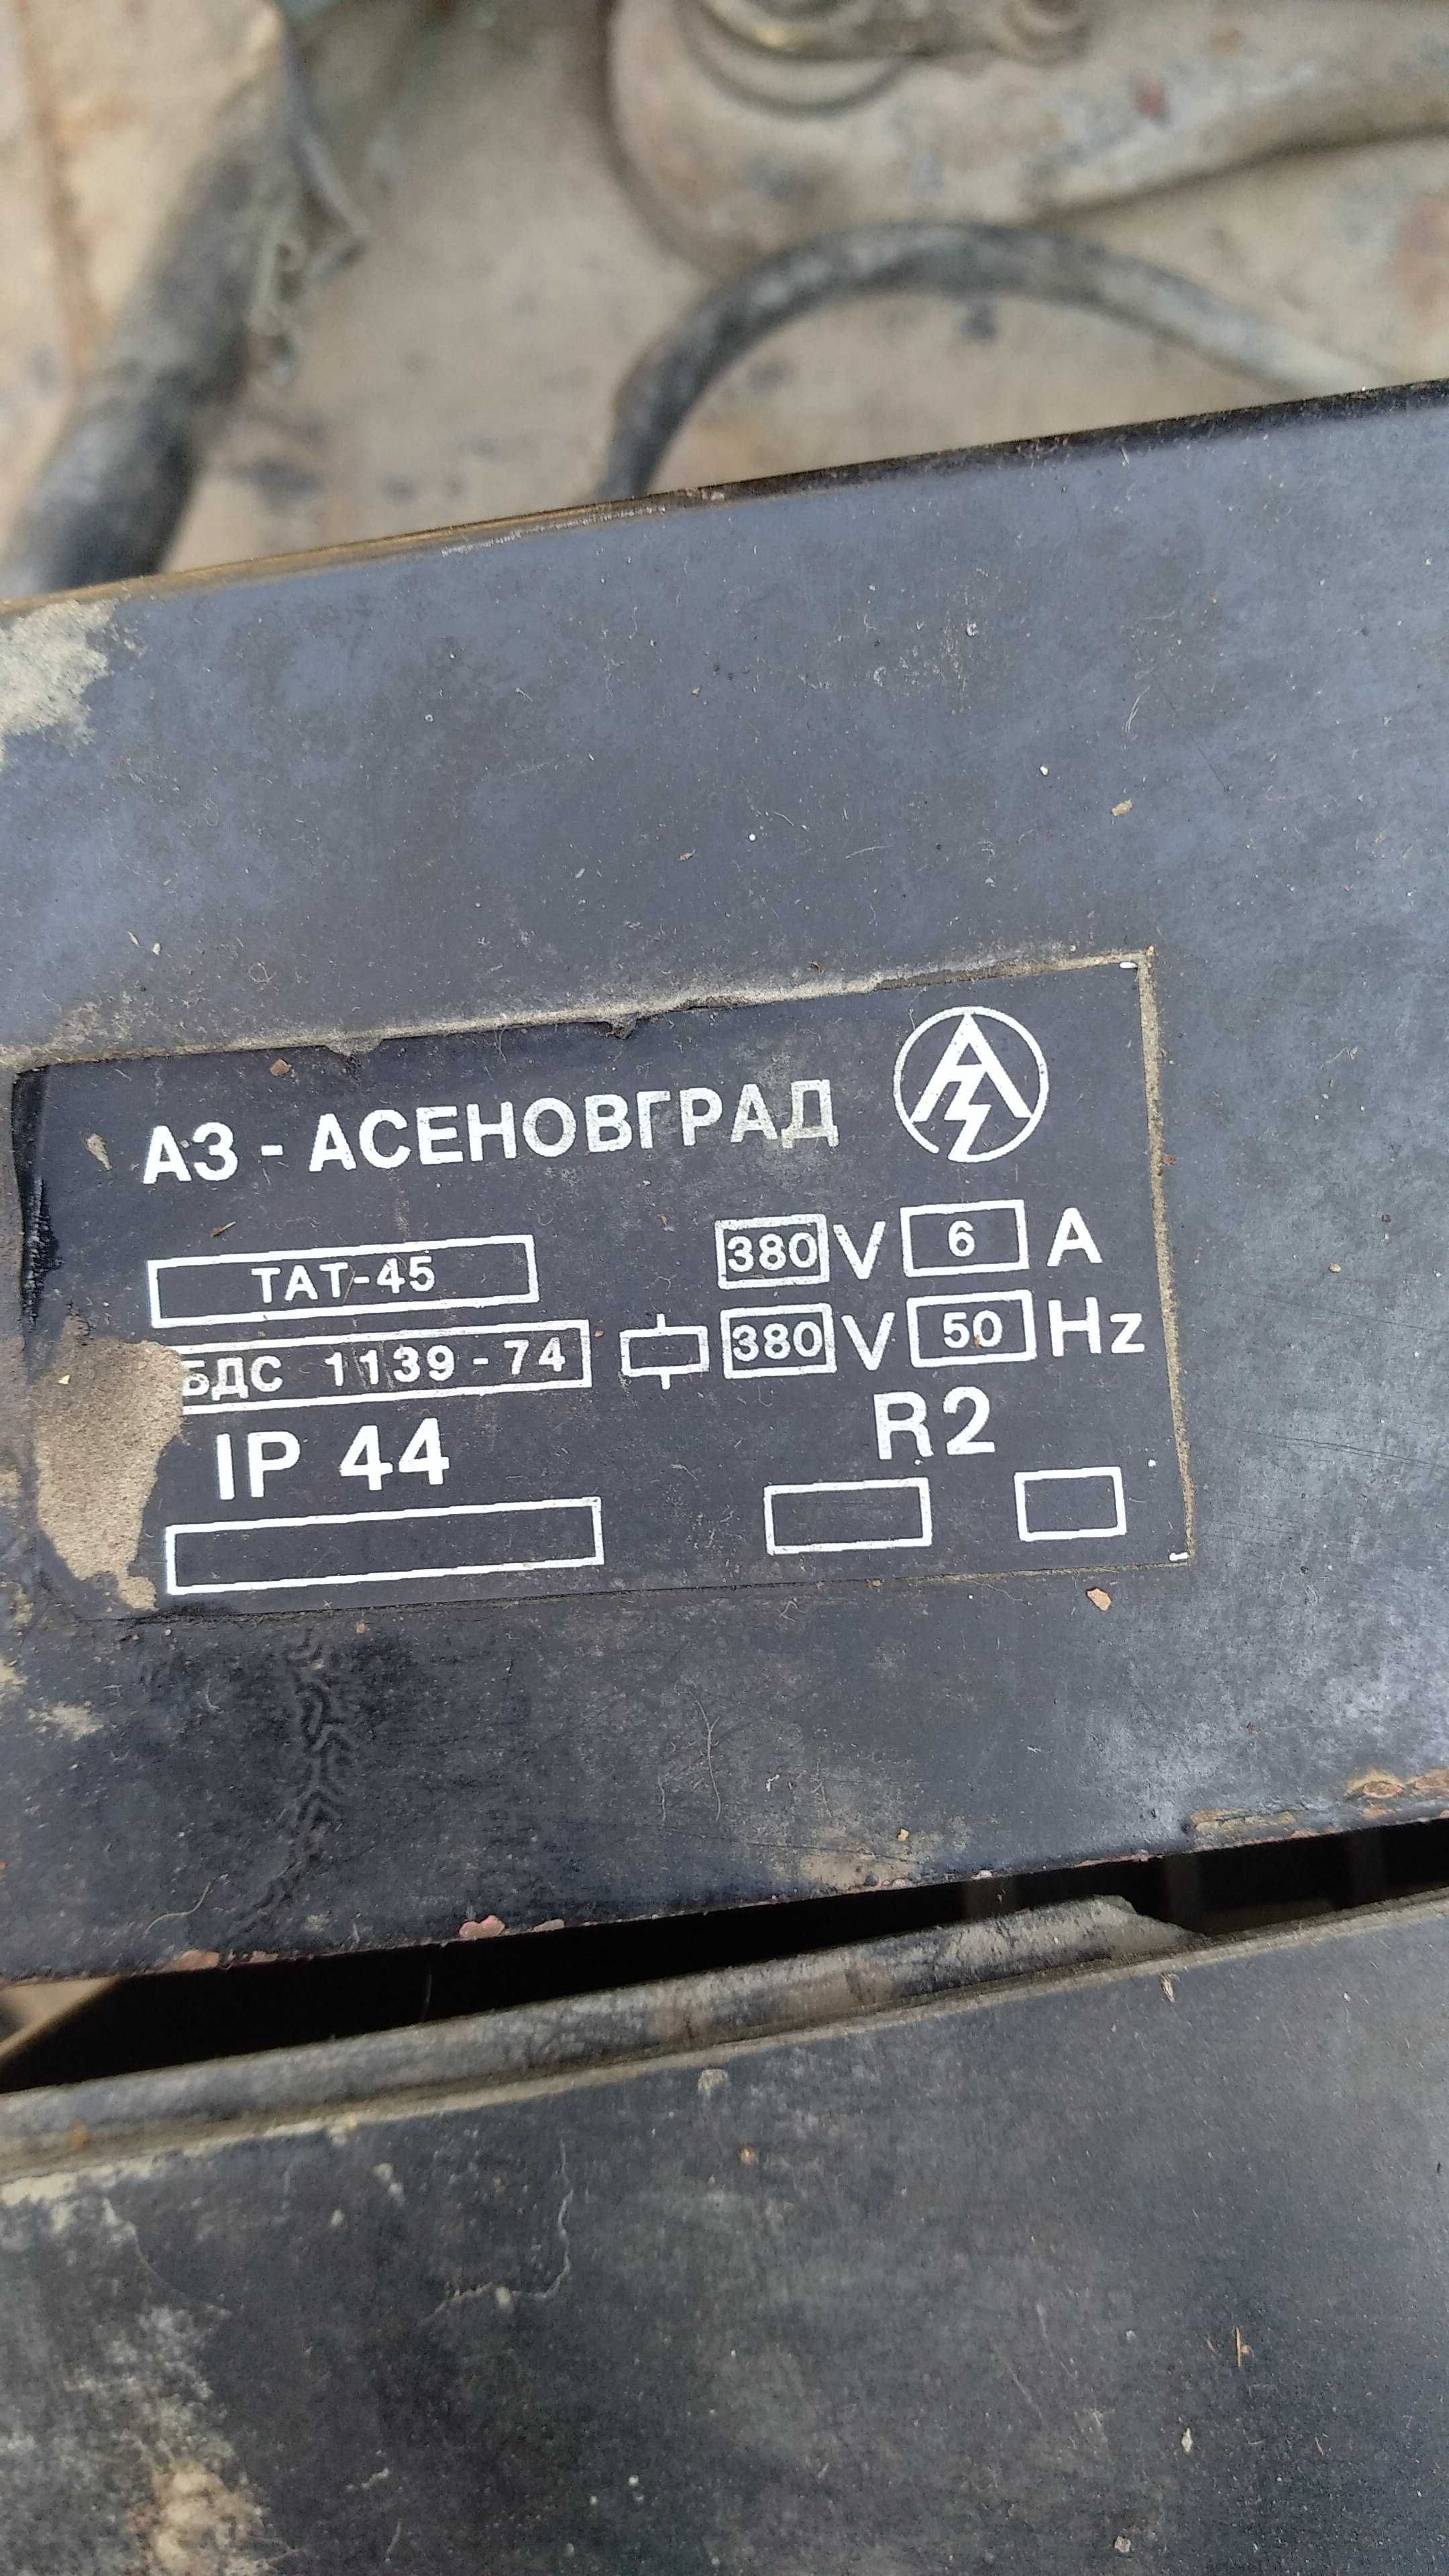 АЗ - АСЕНОВГРАД
ТАТ-45 380 V 6 A
БДС 1139-74 380 V 50 Hz
IP 44 R2